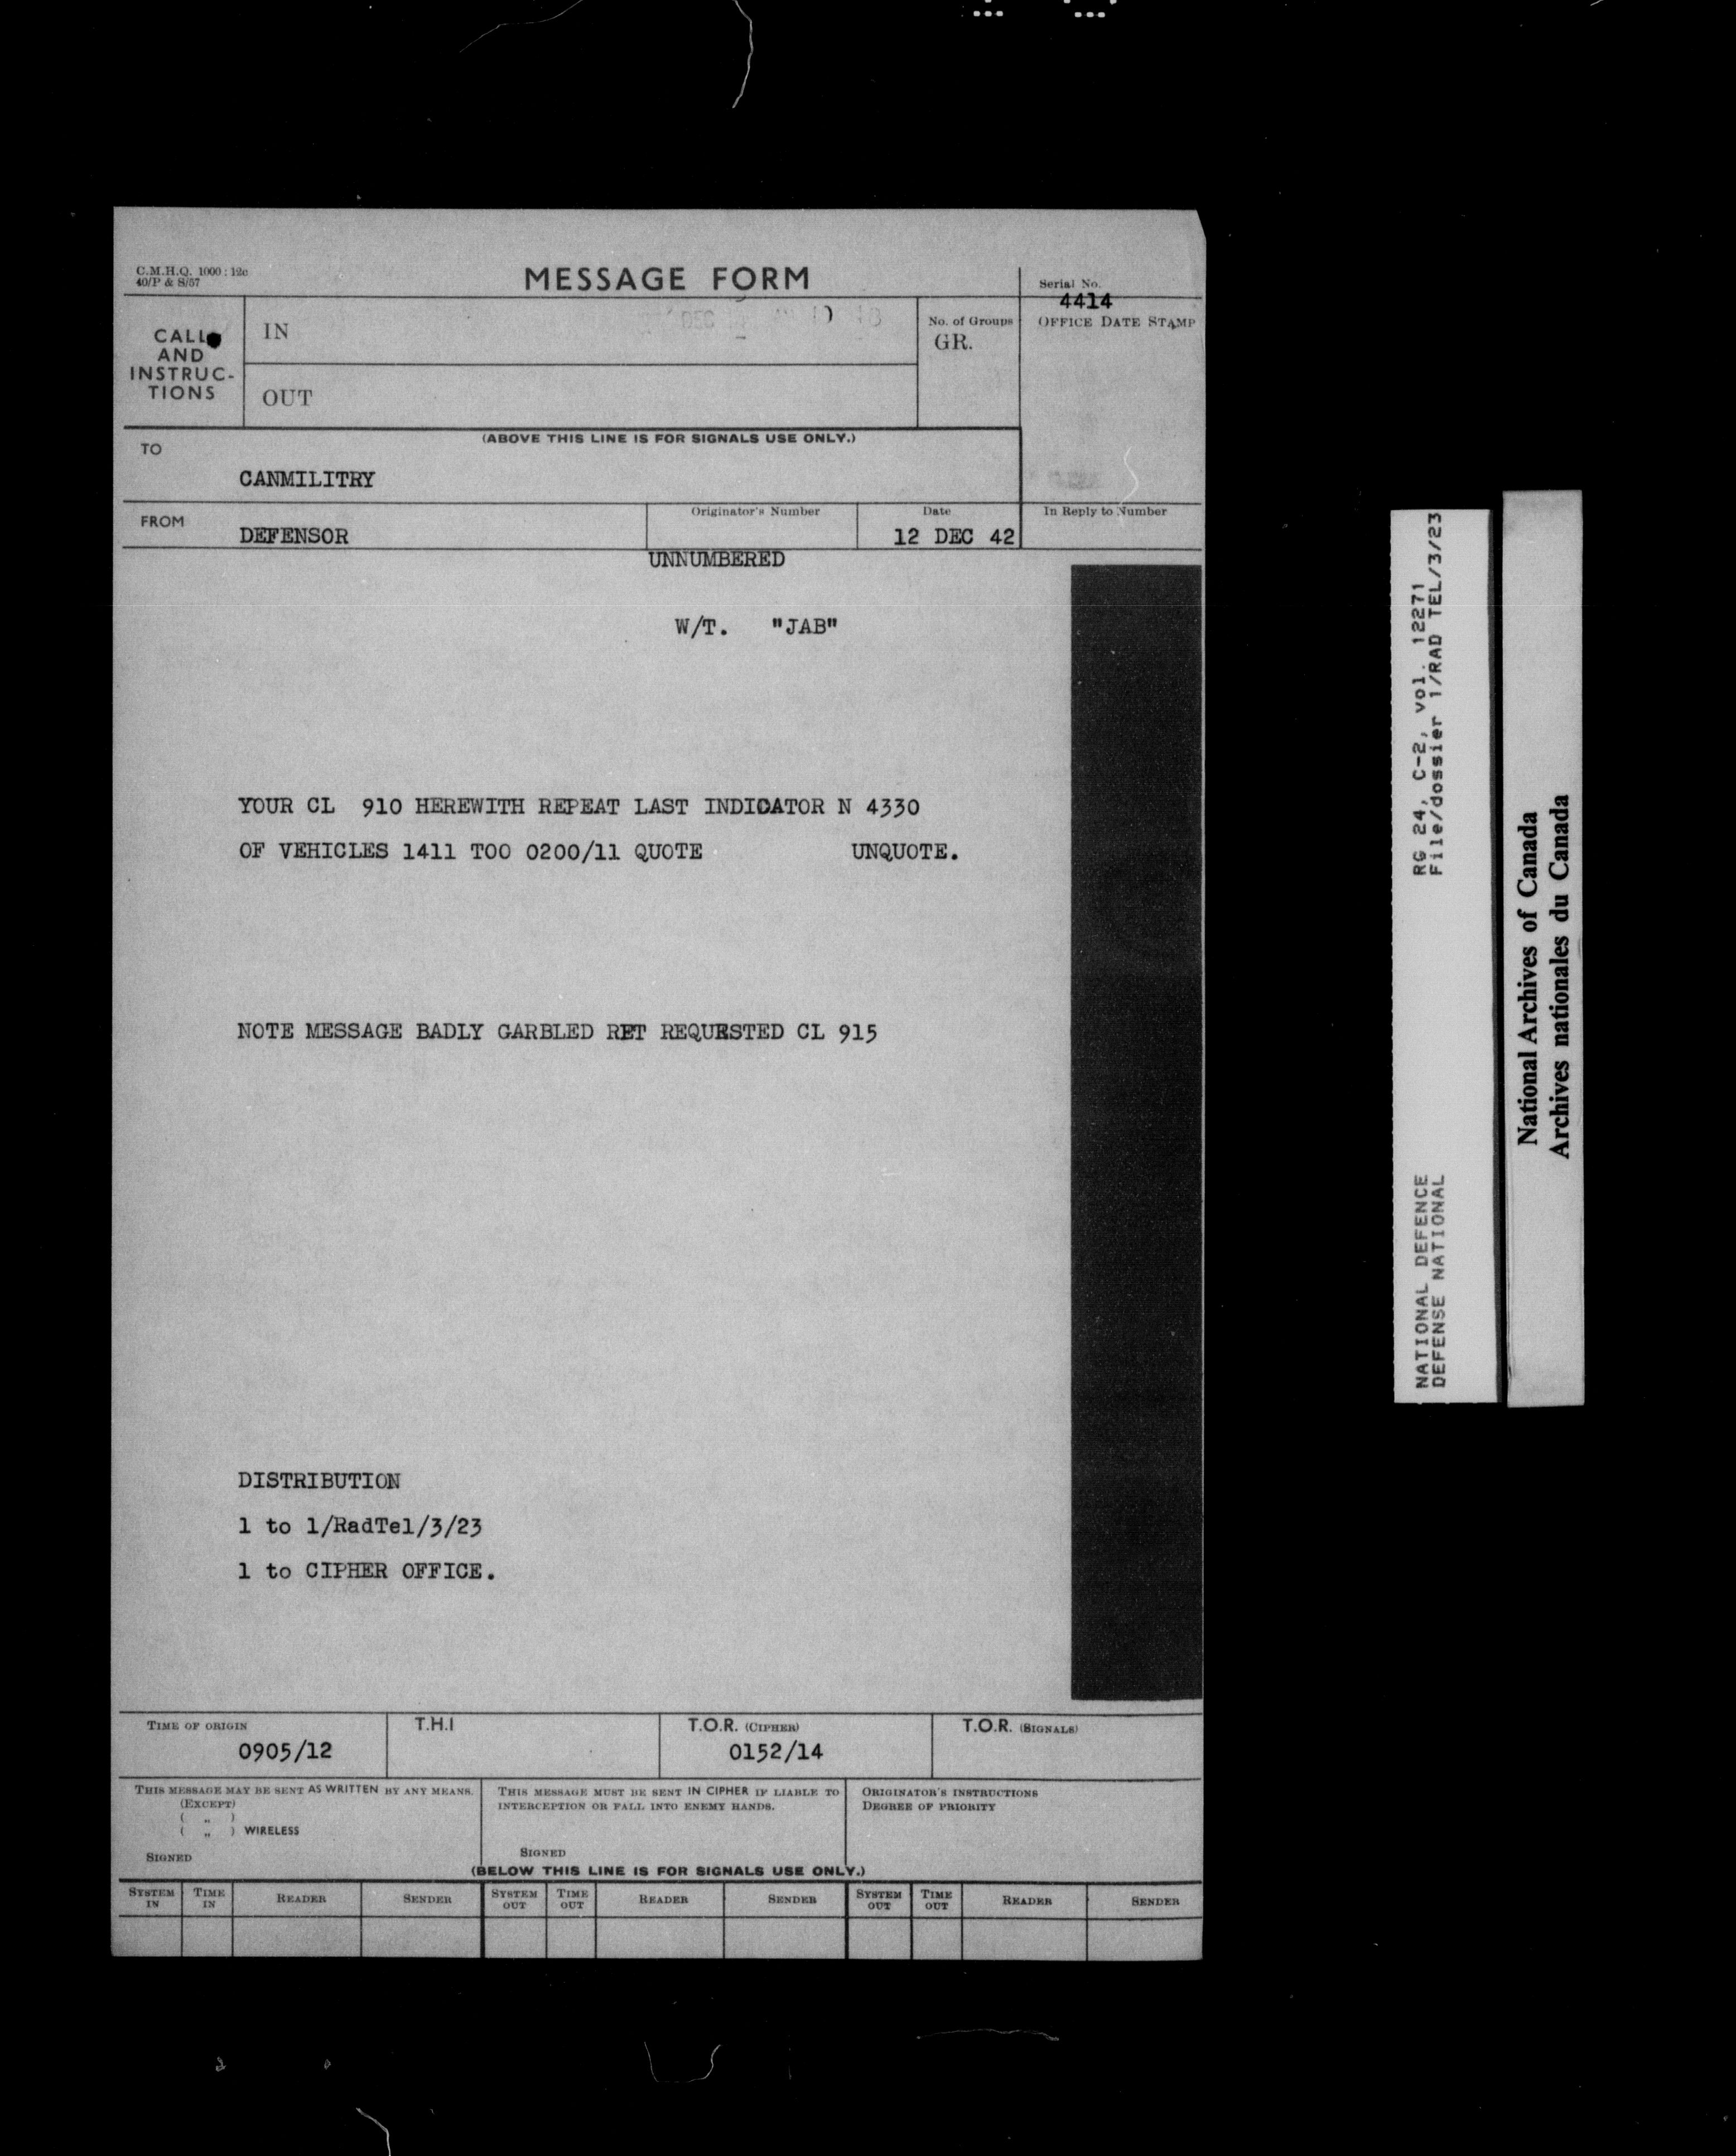 C.M.H.Q. 1000 : 12c
40/P & S/57
MESSAGE FORM
Serial No.
4414
CALL
AND
INSTRUC-
TIONS
IN
DEC
No. of Groups
GR.
OFFICE DATE STAMP
OUT
(ABOVE THIS LINE IS FOR SIGNALS USE ONLY.)
TO
CANMILITRY
FROM
DEFENSOR
Originator's Number
UNNUMBERED
Date
12 DEC 42
In Reply to Number
W/T. "JAB"
YOUR CL 910 HEREWITH REPEAT LAST INDICATOR N 4330
OF VEHICLES 1411 TOO 0200/11 QUOTE UNQUOTE.
NOTE MESSAGE BADLY GARBLED RET REQUESTED CL 915
DISTRIBUTION
1 to 1/RadTel/3/23
1 to CIPHER OFFICE.
TIME OF ORIGIN
0905/12
T.H.I
T.O.R. (CIPHER)
0152/14
T.O.R. (SIGNALS)
THIS MESSAGE MAY BE SENT AS WRITTEN BY ANY MEANS.
(EXCEPT)
( „ )
( „ ) WIRELESS
SIGNED
THIS MESSAGE MUST BE SENT IN CIPHER IF LIABLE TO
INTERCEPTION OR FALL INTO ENEMY HANDS.
SIGNED
ORIGINATOR'S INSTRUCTIONS
DEGREE OF PRIORITY
(BELOW THIS LINE IS FOR SIGNALS USE ONLY.)
SYSTEM IN TIME IN READER SENDER SYSTEM OUT TIME OUT READER SENDER SYSTEM OUT TIME OUT READER SENDER
NATIONAL DEFENCE RG 24, C-2, vol. 12271
DEFENSE NATIONAL File/dossier 1/RAD TEL/3/23
National Archives of Canada
Archives nationales du Canada